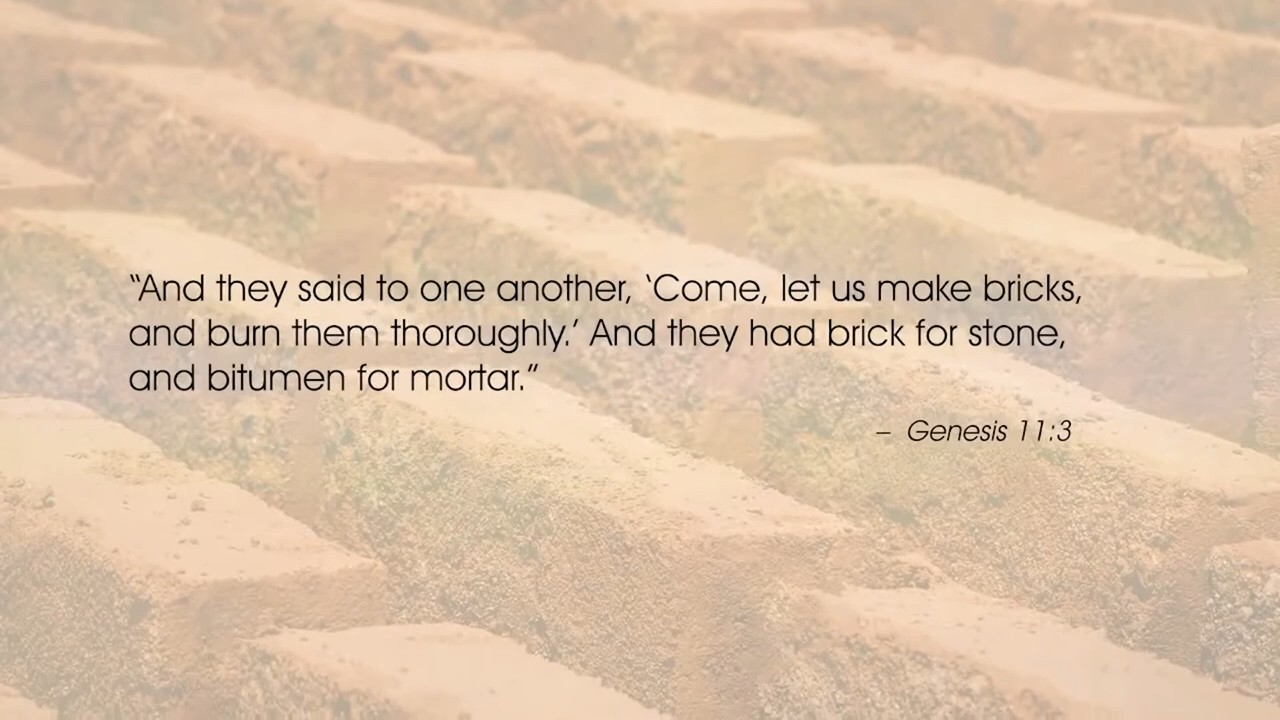 “And they said to one another, ‘Come, let us make bricks,
and burn them thoroughly.’ And they had brick for stone,
and bitumen for mortar.”
– Genesis 11:3